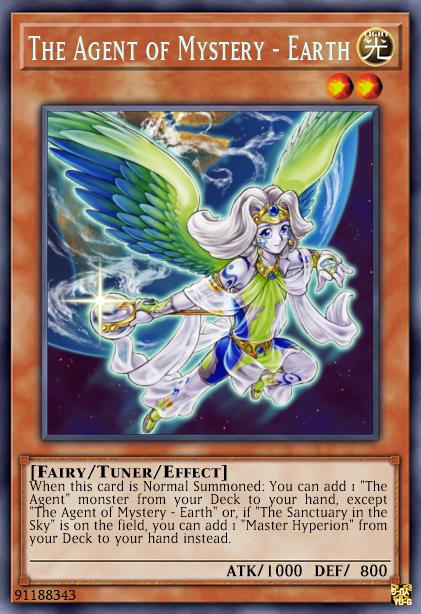 The Agent of Mystery - Earth
LIGHT
光
[Fairy/Tuner/Effect]
When this card is Normal Summoned: You can add 1 "The
Agent" monster from your Deck to your hand, except
"The Agent of Mystery - Earth" or, if "The Sanctuary in the
Sky" is on the field, you can add 1 "Master Hyperion" from
your Deck to your hand instead.
ATK/1000 DEF/ 800
91188343